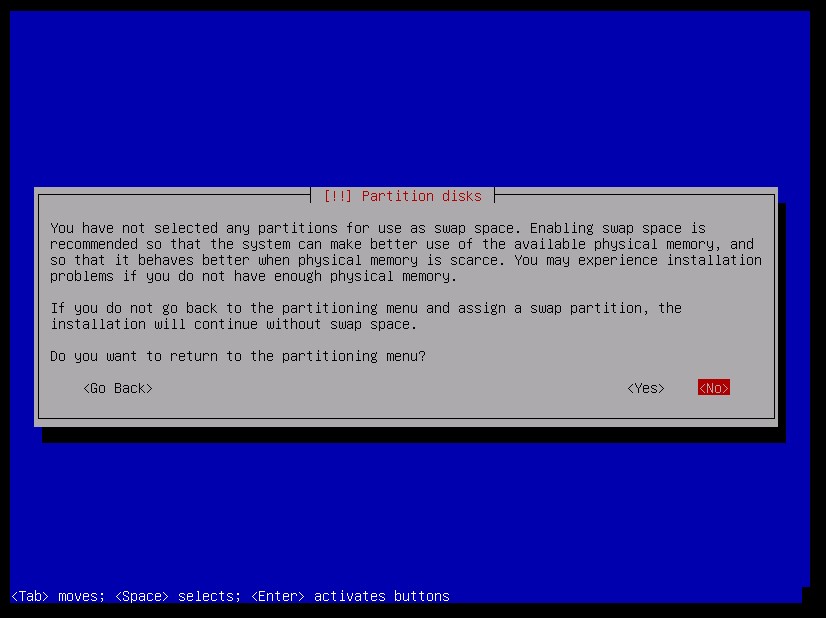 [!!] Partition disks
You have not selected any partitions for use as swap space. Enabling swap space is
recommended so that the system can make better use of the available physical memory, and
so that it behaves better when physical memory is scarce. You may experience installation
problems if you do not have enough physical memory.
If you do not go back to the partitioning menu and assign a swap partition, the
installation will continue without swap space.
Do you want to return to the partitioning menu?
<Go Back> <Yes> <No>
<Tab> moves; <Space> selects; <Enter> activates buttons